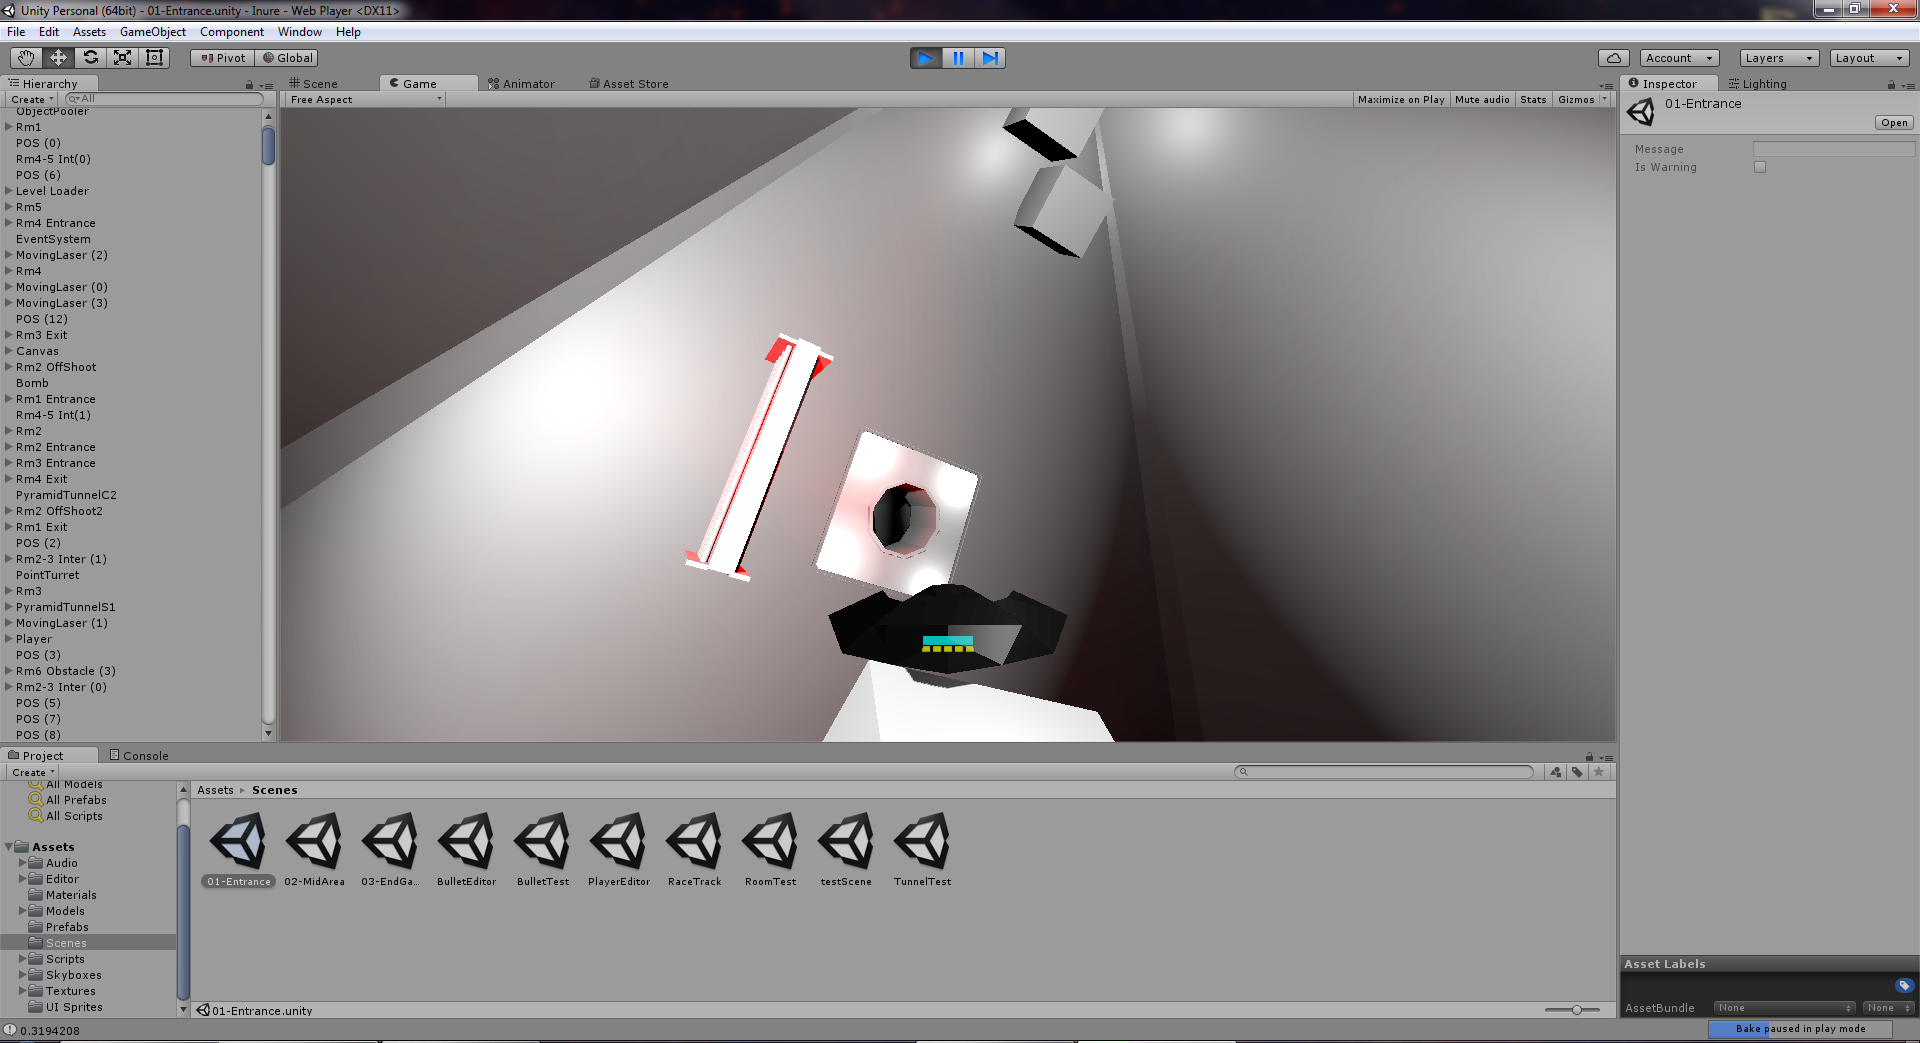 Unity Personal (64bit) - 01-Entrance.unity - Inure - Web Player <DX11>
File Edit Assets GameObject Component Window Help
Pivot Global Account Layers Layout
Hierarchy
Create All
ObjectPooler
Rm1
POS (0)
Rm4-5 Int(0)
POS (6)
Level Loader
Rm5
Rm4 Entrance
EventSystem
MovingLaser (2)
Rm4
MovingLaser (0)
MovingLaser (3)
POS (12)
Rm3 Exit
Canvas
Rm2 OffShoot
Bomb
Rm1 Entrance
Rm4-5 Int(1)
Rm2
Rm2 Entrance
Rm3 Entrance
Rm4 Exit
PyramidTunnelC2
Rm2 OffShoot2
Rm1 Exit
POS (2)
Rm2-3 Inter (1)
PointTurret
Rm3
PyramidTunnelS1
MovingLaser (1)
Player
POS (3)
Rm6 Obstacle (3)
Rm2-3 Inter (0)
POS (5)
POS (7)
POS (8)
Scene Game Animator Asset Store
Free Aspect Maximize on Play Mute audio Stats Gizmos
Inspector Lighting
01-Entrance
Open
Message
Is Warning
Project Console
Create
All Models
All Prefabs
All Scripts
Assets
Audio
Editor
Materials
Models
Prefabs
Scenes
Scripts
Skyboxes
Textures
UI Sprites
Assets Scenes
01-Entrance 02-MidArea 03-EndGa... BulletEditor BulletTest PlayerEditor RaceTrack RoomTest testScene TunnelTest
01-Entrance.unity
Asset Labels
AssetBundle None None
0.3194208
Bake paused in play mode